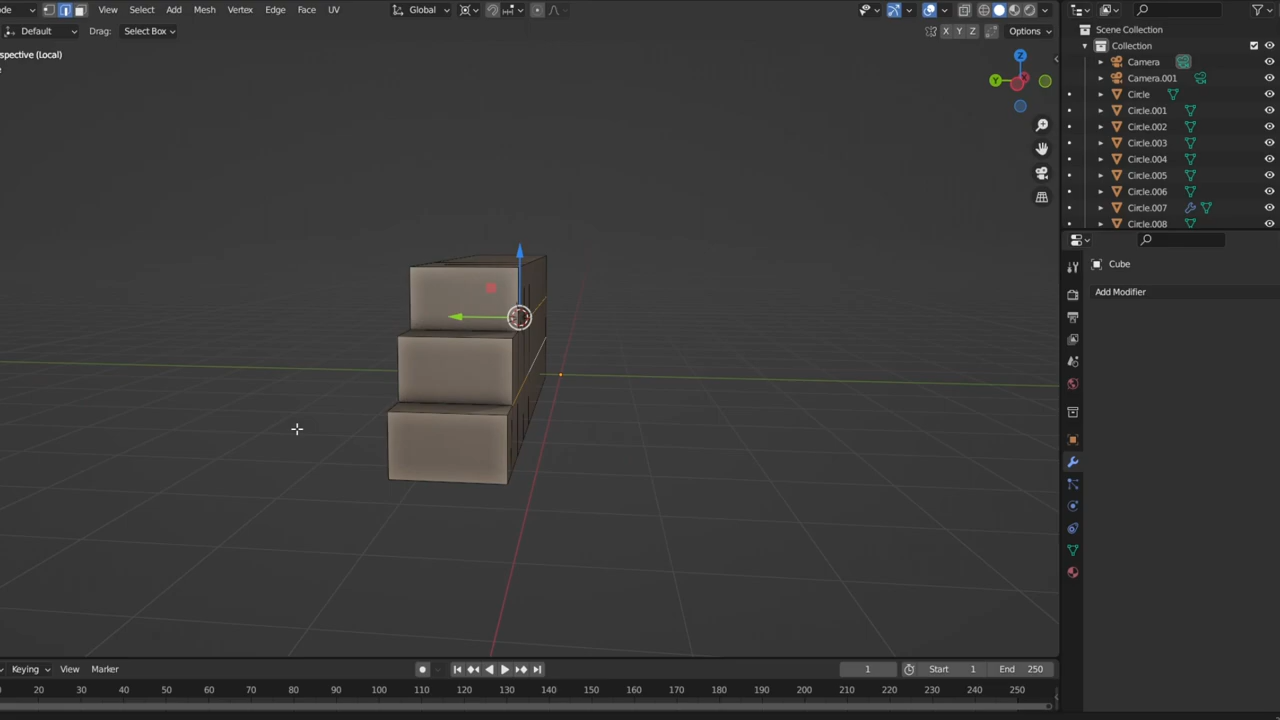 ode View Select Add Mesh Vertex Edge Face UV Global
Default Drag: Select Box X Y Z Options
spective (Local)
Z
Y
Scene Collection
Collection
Camera
Camera.001
Circle
Circle.001
Circle.002
Circle.003
Circle.004
Circle.005
Circle.006
Circle.007
Circle.008
Cube
Add Modifier
Keying View Marker 1 Start 1 End 250
20 30 40 50 60 70 80 90 100 110 120 130 140 150 160 170 180 190 200 210 220 230 240 250